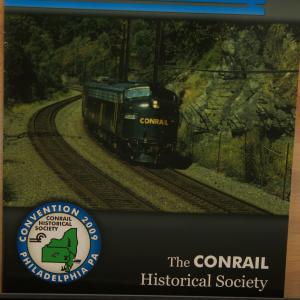 CONRAIL
CONVENTION 2009
CONRAIL
HISTORICAL
SOCIETY
PHILADELPHIA PA
The CONRAIL
Historical Society